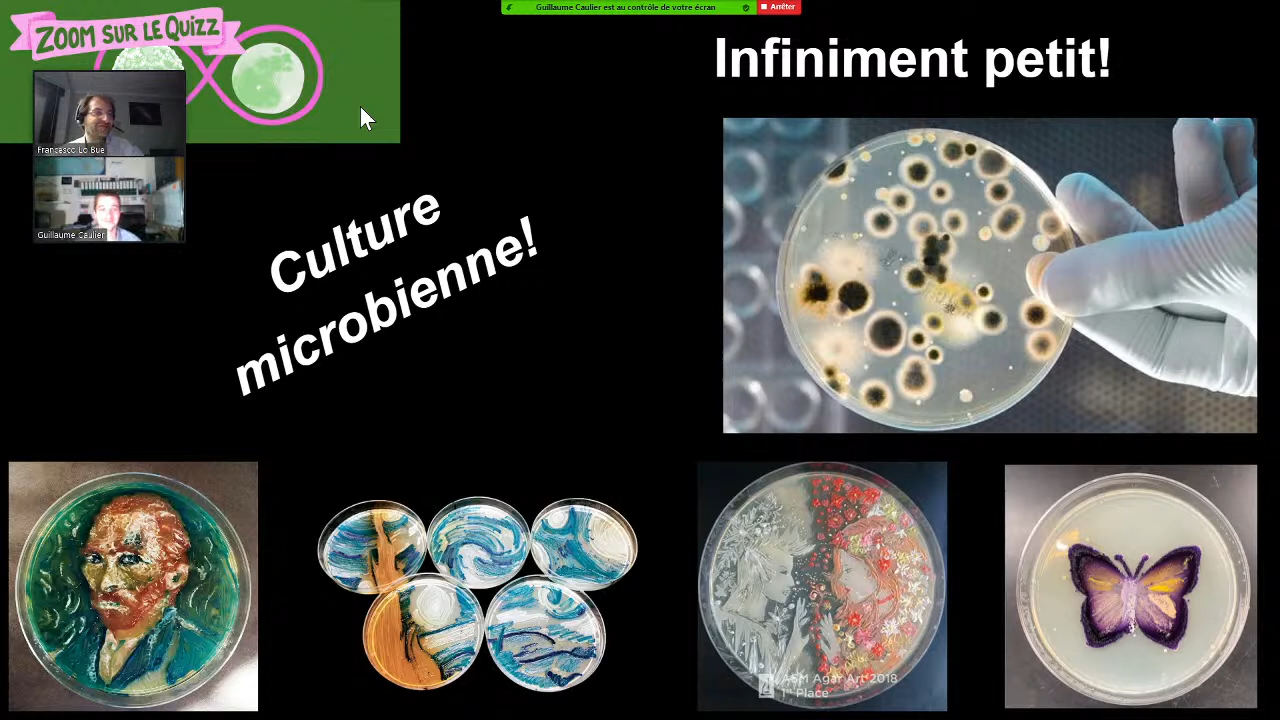 Guillaume Caulier est au contrôle de votre écran
Arrêter
ZOOM SUR LE QUIZZ
Infiniment petit!
Francesco Lo Bue
Guillaume Caulier
Culture
microbienne!
ASM Agar Art 2018
1st Place